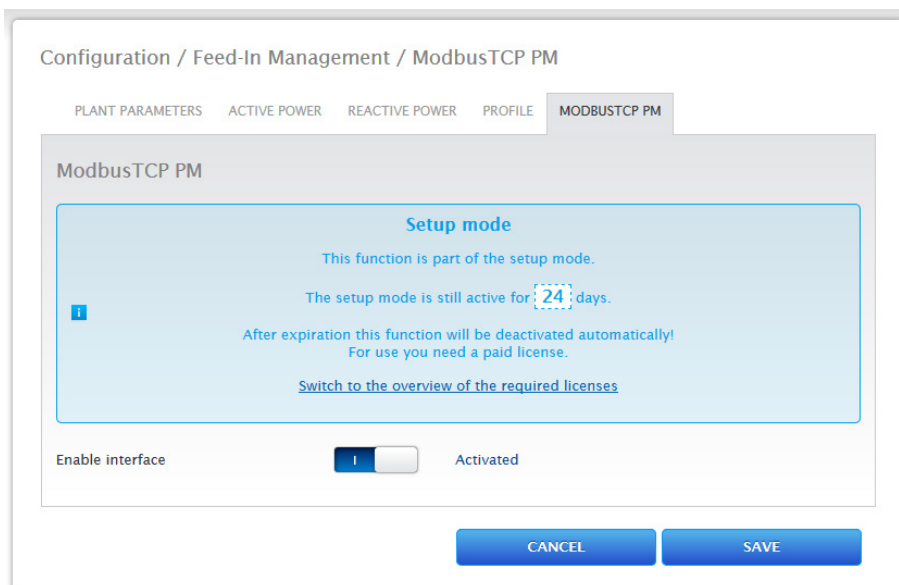 Configuration / Feed-In Management / ModbusTCP PM
PLANT PARAMETERS ACTIVE POWER REACTIVE POWER PROFILE MODBUSTCP PM
ModbusTCP PM
Setup mode
This function is part of the setup mode.
The setup mode is still active for 24 days.
i
After expiration this function will be deactivated automatically!
For use you need a paid license.
Switch to the overview of the required licenses
Enable interface I Activated
CANCEL SAVE